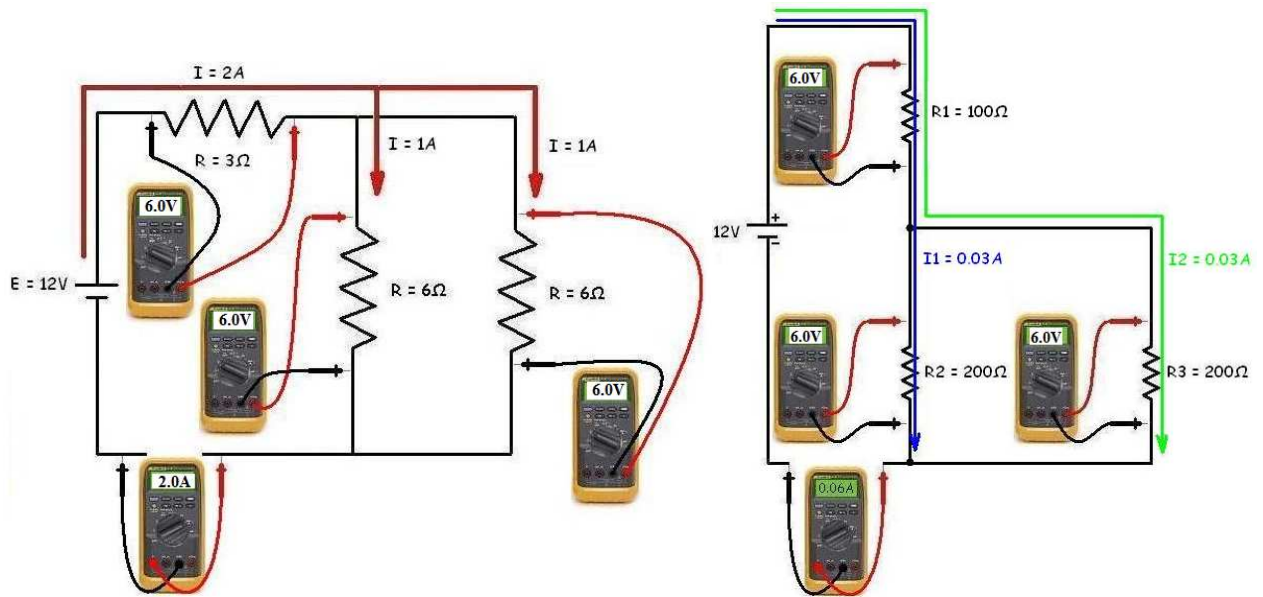 I = 2A
I = 1A
I = 1A
R = 3Ω
6.0V
E = 12V
6.0V
R = 6Ω
R = 6Ω
6.0V
2.0A
6.0V
R1 = 100Ω
+
12V
-
I1 = 0.03A
I2 = 0.03A
6.0V
R2 = 200Ω
6.0V
R3 = 200Ω
0.06A